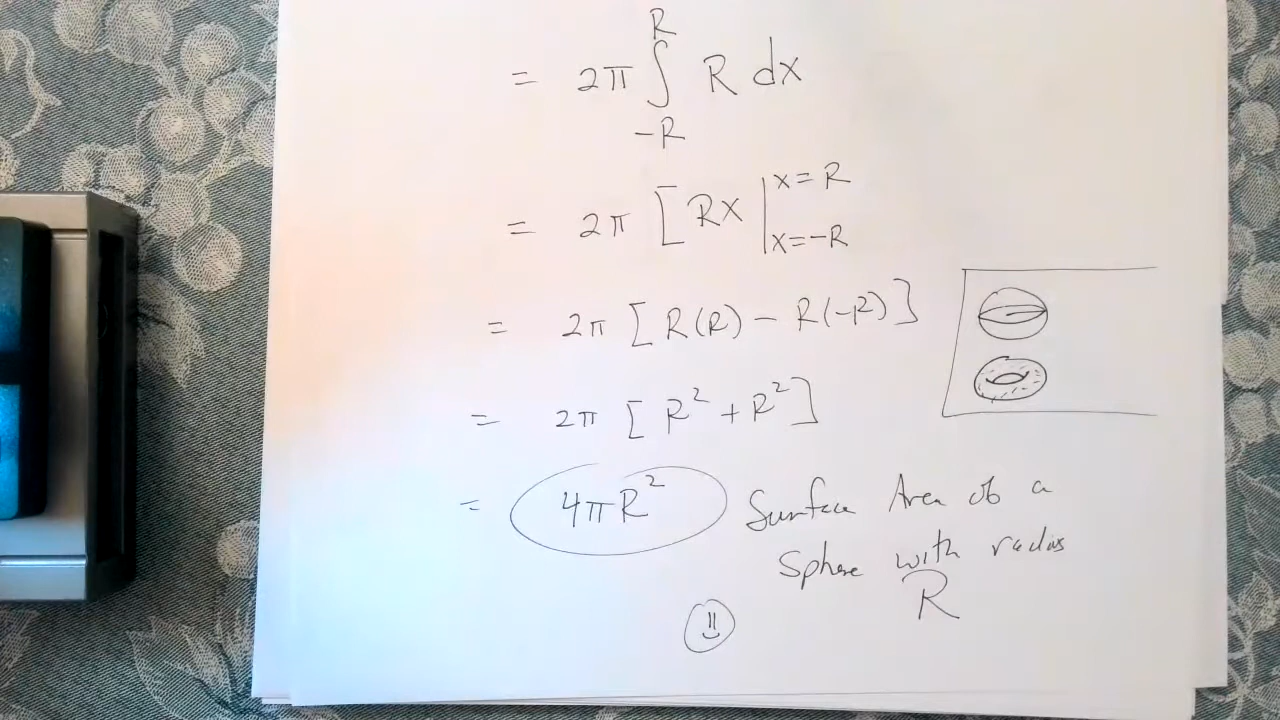 = 2π ∫_{-R}^{R} R dx
= 2π [ Rx |_{x=-R}^{x=R}
= 2π [ R(R) - R(-R) ]
= 2π [ R² + R² ]
= 4πR² Surface Area of a
sphere with radius
R